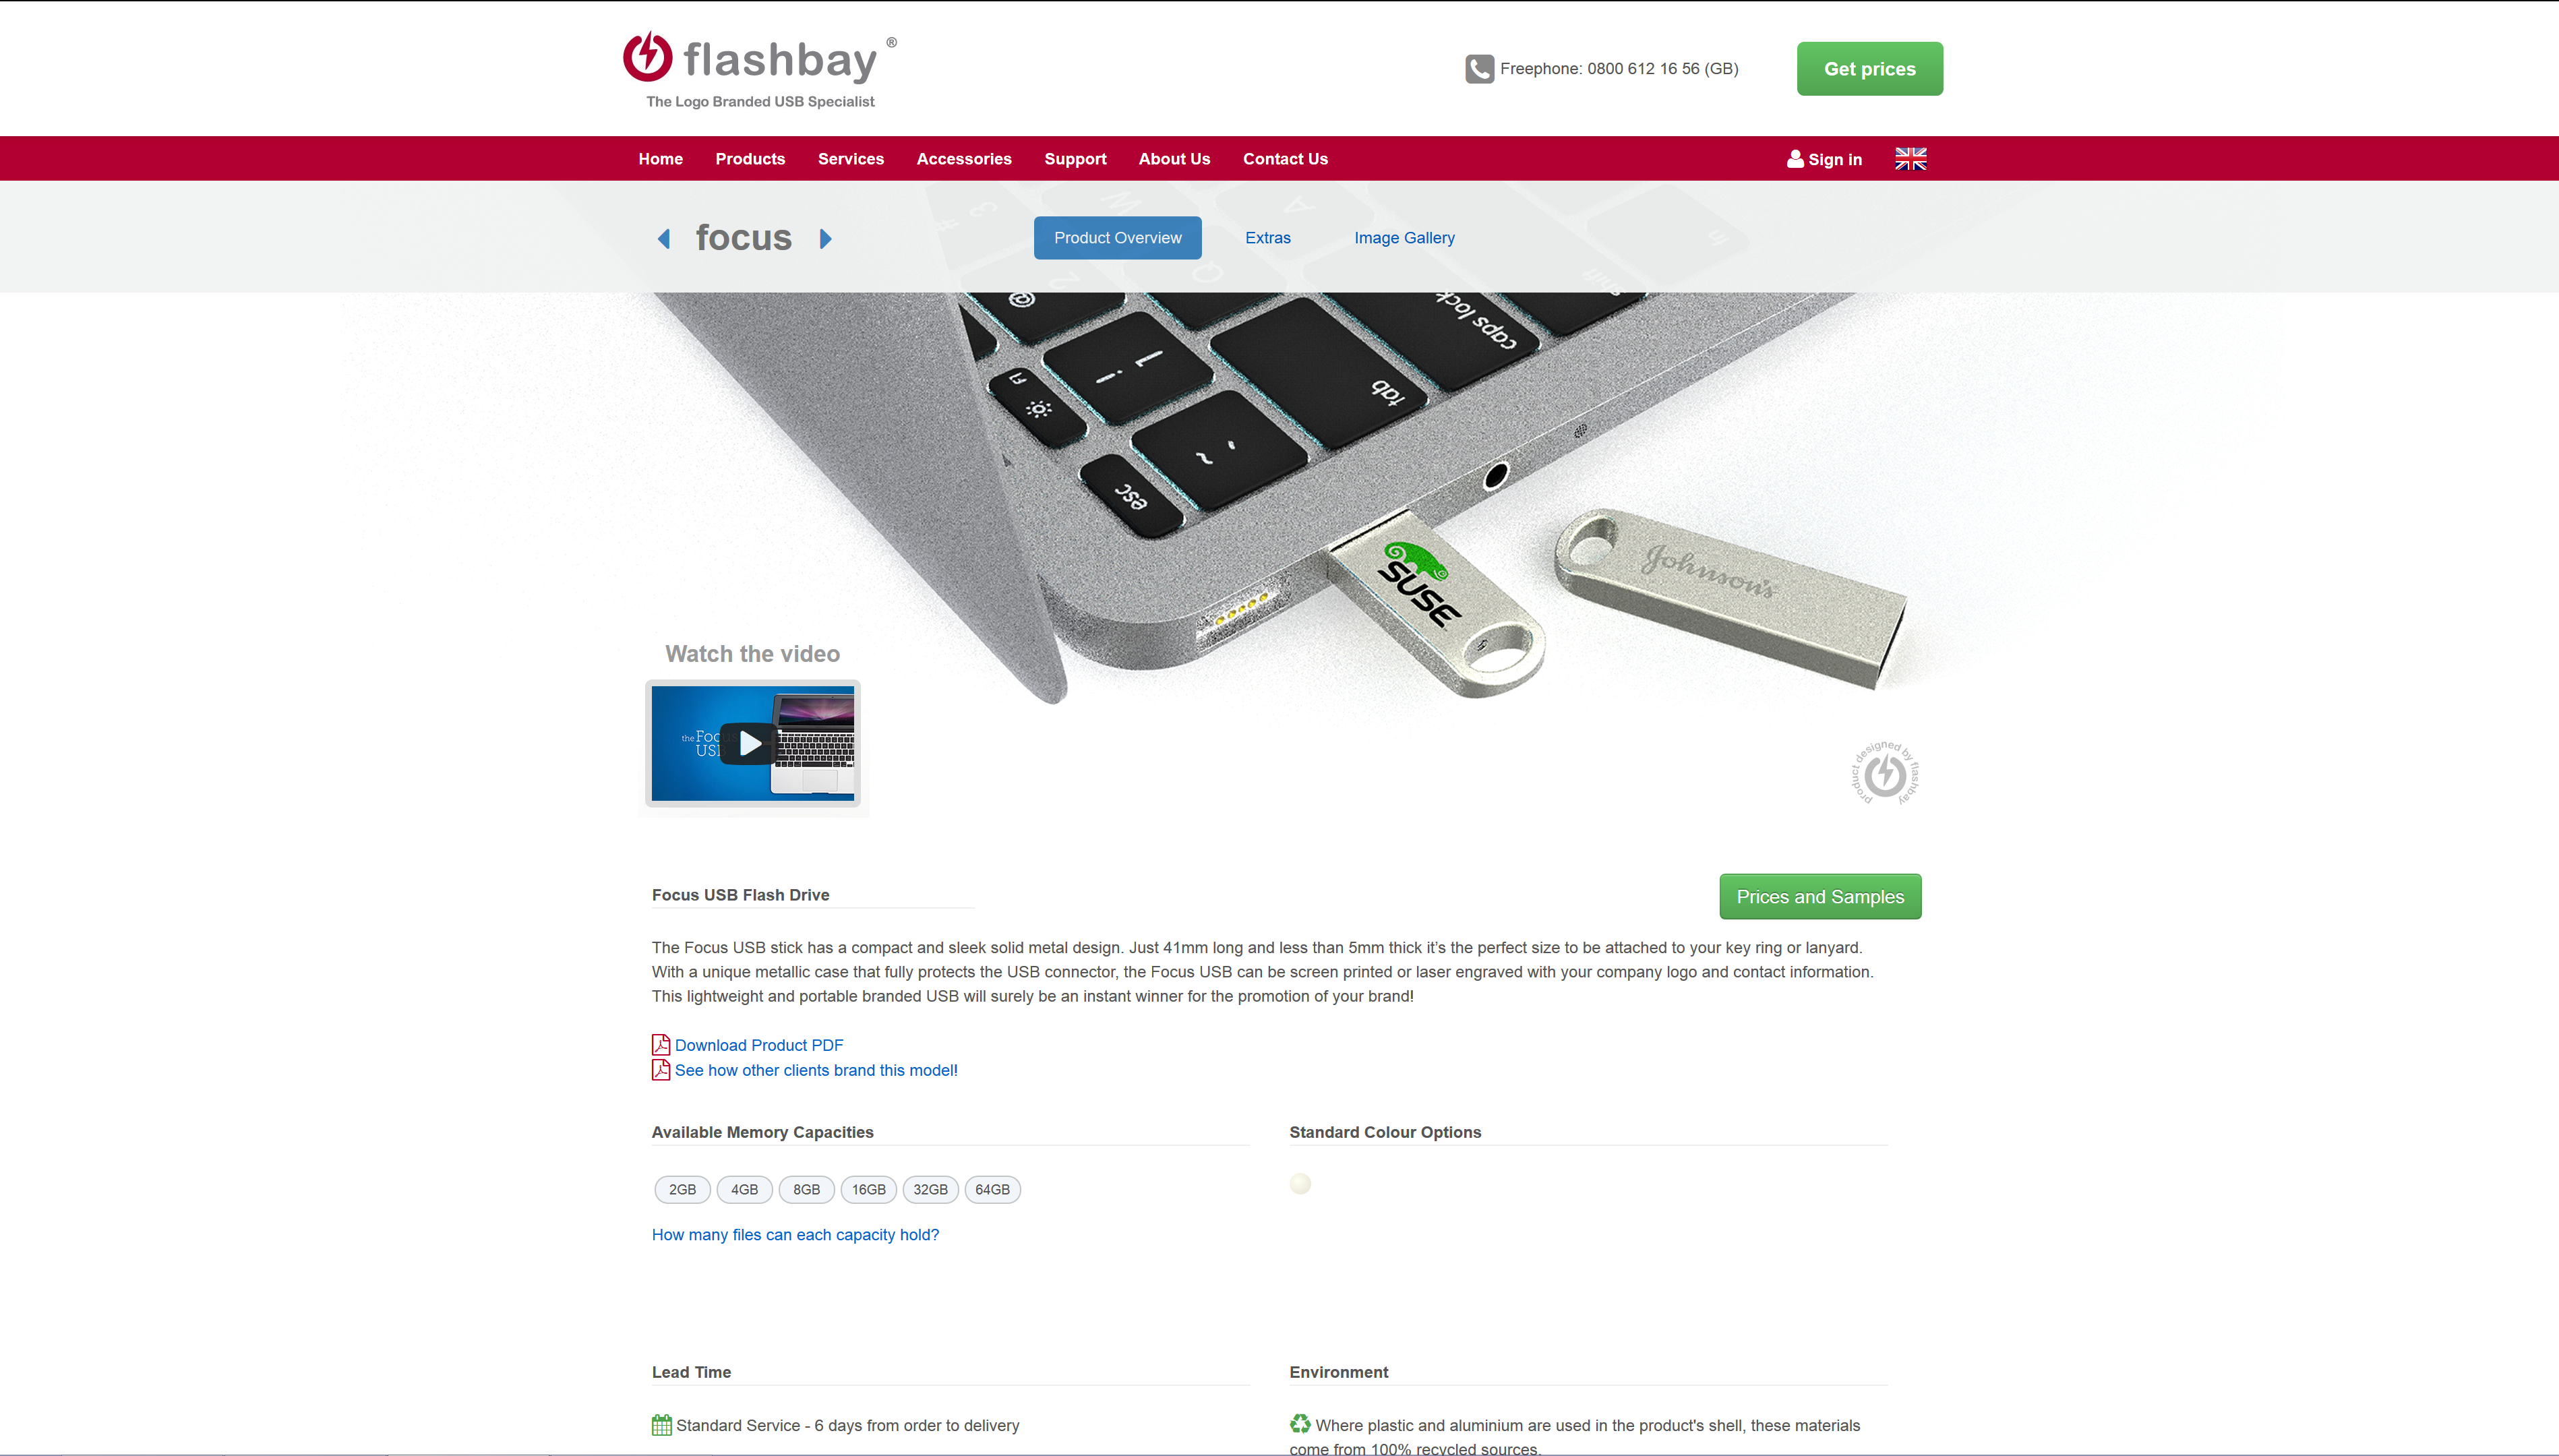 flashbay ®
The Logo Branded USB Specialist
Freephone: 0800 612 16 56 (GB)
Get prices
Home Products Services Accessories Support About Us Contact Us
Sign in
focus
Product Overview Extras Image Gallery
@
caps lock
F1
tab
esc
SUSE
Johnson's
Watch the video
the Focus
USB
product designed by flashbay
Focus USB Flash Drive
Prices and Samples
The Focus USB stick has a compact and sleek solid metal design. Just 41mm long and less than 5mm thick it’s the perfect size to be attached to your key ring or lanyard.
With a unique metallic case that fully protects the USB connector, the Focus USB can be screen printed or laser engraved with your company logo and contact information.
This lightweight and portable branded USB will surely be an instant winner for the promotion of your brand!
Download Product PDF
See how other clients brand this model!
Available Memory Capacities
Standard Colour Options
2GB 4GB 8GB 16GB 32GB 64GB
How many files can each capacity hold?
Lead Time
Environment
Standard Service - 6 days from order to delivery
Where plastic and aluminium are used in the product's shell, these materials
come from 100% recycled sources.